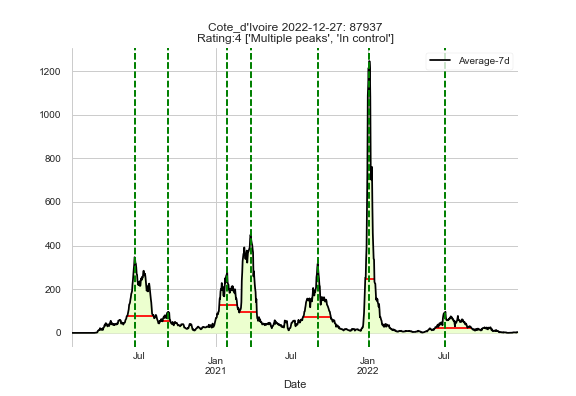 Cote_d'Ivoire 2022-12-27: 87937
Rating:4 ['Multiple peaks', 'In control']
Average-7d
1200
1000
800
600
400
200
0
Jul
Jan
2021
Jul
Jan
2022
Jul
Date